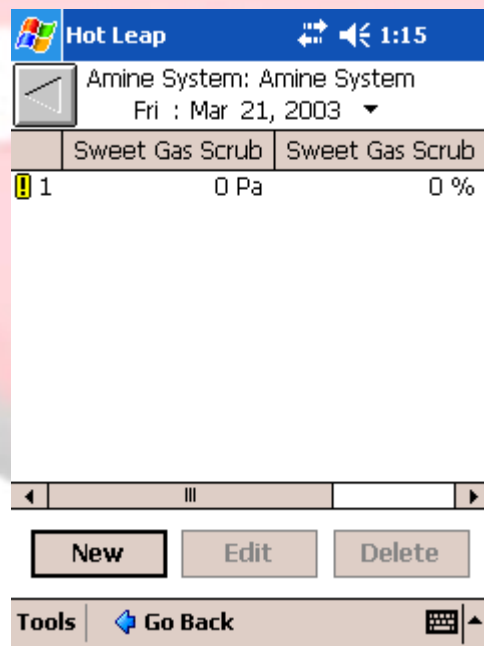 Hot Leap 1:15
Amine System: Amine System
Fri : Mar 21, 2003
Sweet Gas Scrub Sweet Gas Scrub
1 0 Pa 0 %
New Edit Delete
Tools Go Back